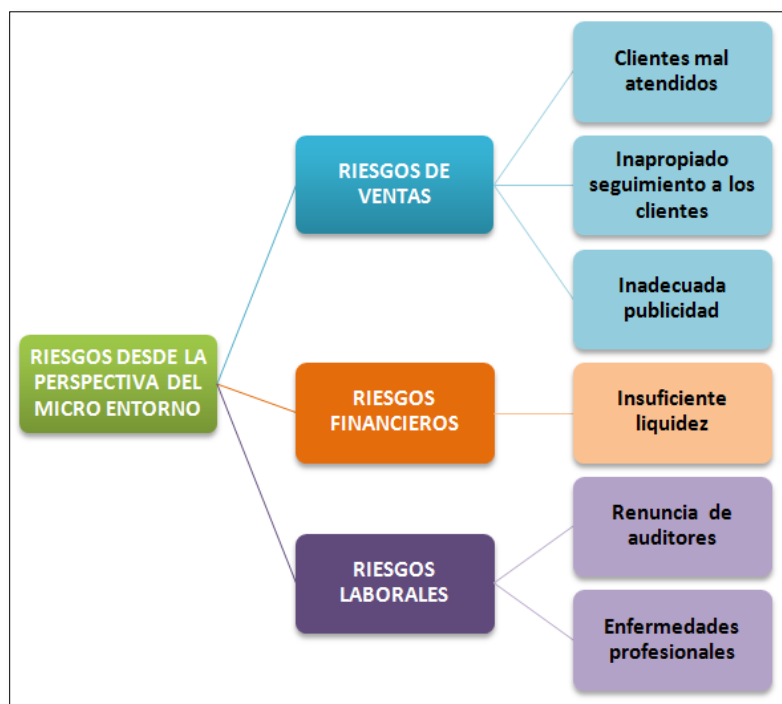 RIESGOS DESDE LA
PERSPECTIVA DEL
MICRO ENTORNO
RIESGOS DE
VENTAS
Clientes mal
atendidos
Inapropiado
seguimiento a los
clientes
Inadecuada
publicidad
RIESGOS
FINANCIEROS
Insuficiente
liquidez
RIESGOS
LABORALES
Renuncia de
auditores
Enfermedades
profesionales